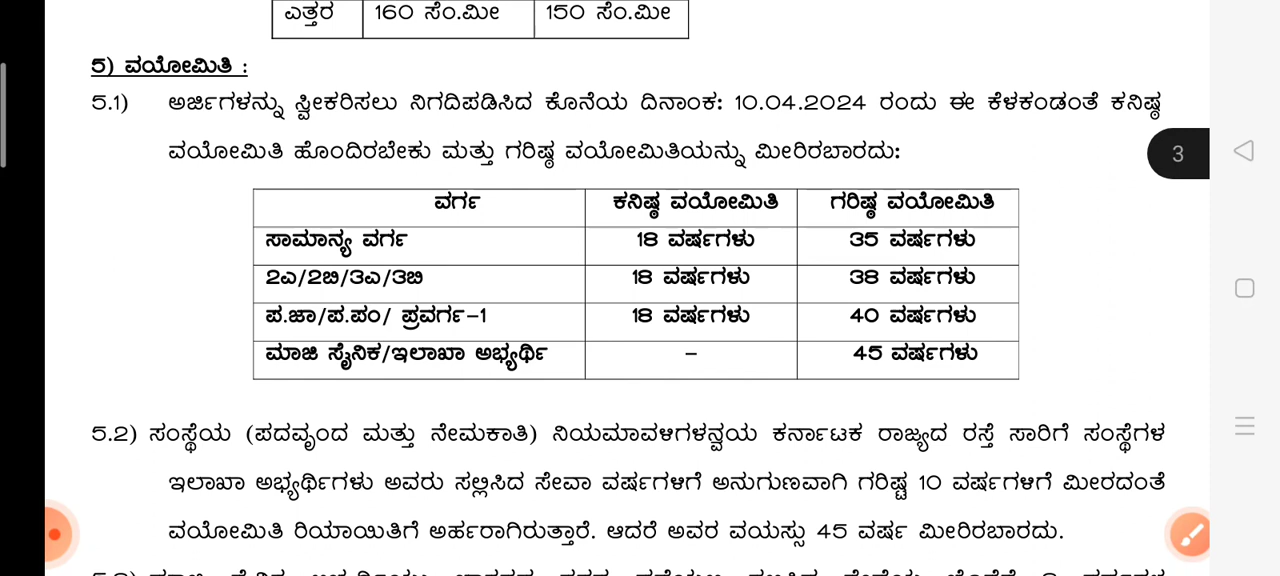 ಎತ್ತರ 160 ಸೆಂ.ಮೀ 150 ಸೆಂ.ಮೀ
5) ವಯೋಮಿತಿ :
5.1) ಅರ್ಜಿಗಳನ್ನು ಸ್ವೀಕರಿಸಲು ನಿಗದಿಪಡಿಸಿದ ಕೊನೆಯ ದಿನಾಂಕ: 10.04.2024 ರಂದು ಈ ಕೆಳಕಂಡಂತೆ ಕನಿಷ್ಠ
ವಯೋಮಿತಿ ಹೊಂದಿರಬೇಕು ಮತ್ತು ಗರಿಷ್ಠ ವಯೋಮಿತಿಯನ್ನು ಮೀರಿರಬಾರದು:
3
ವರ್ಗ ಕನಿಷ್ಠ ವಯೋಮಿತಿ ಗರಿಷ್ಠ ವಯೋಮಿತಿ
ಸಾಮಾನ್ಯ ವರ್ಗ 18 ವರ್ಷಗಳು 35 ವರ್ಷಗಳು
2ಎ/2ಬಿ/3ಎ/3ಬಿ 18 ವರ್ಷಗಳು 38 ವರ್ಷಗಳು
ಪ.ಜಾ/ಪ.ಪಂ/ ಪ್ರವರ್ಗ-1 18 ವರ್ಷಗಳು 40 ವರ್ಷಗಳು
ಮಾಜಿ ಸೈನಿಕ/ಇಲಾಖಾ ಅಭ್ಯರ್ಥಿ - 45 ವರ್ಷಗಳು
5.2) ಸಂಸ್ಥೆಯ (ಪದವೃಂದ ಮತ್ತು ನೇಮಕಾತಿ) ನಿಯಮಾವಳಿಗಳನ್ವಯ ಕರ್ನಾಟಕ ರಾಜ್ಯದ ರಸ್ತೆ ಸಾರಿಗೆ ಸಂಸ್ಥೆಗಳ
ಇಲಾಖಾ ಅಭ್ಯರ್ಥಿಗಳು ಅವರು ಸಲ್ಲಿಸಿದ ಸೇವಾ ವರ್ಷಗಳಿಗೆ ಅನುಗುಣವಾಗಿ ಗರಿಷ್ಟ 10 ವರ್ಷಗಳಿಗೆ ಮೀರದಂತೆ
ವಯೋಮಿತಿ ರಿಯಾಯಿತಿಗೆ ಅರ್ಹರಾಗಿರುತ್ತಾರೆ. ಆದರೆ ಅವರ ವಯಸ್ಸು 45 ವರ್ಷ ಮೀರಿರಬಾರದು.